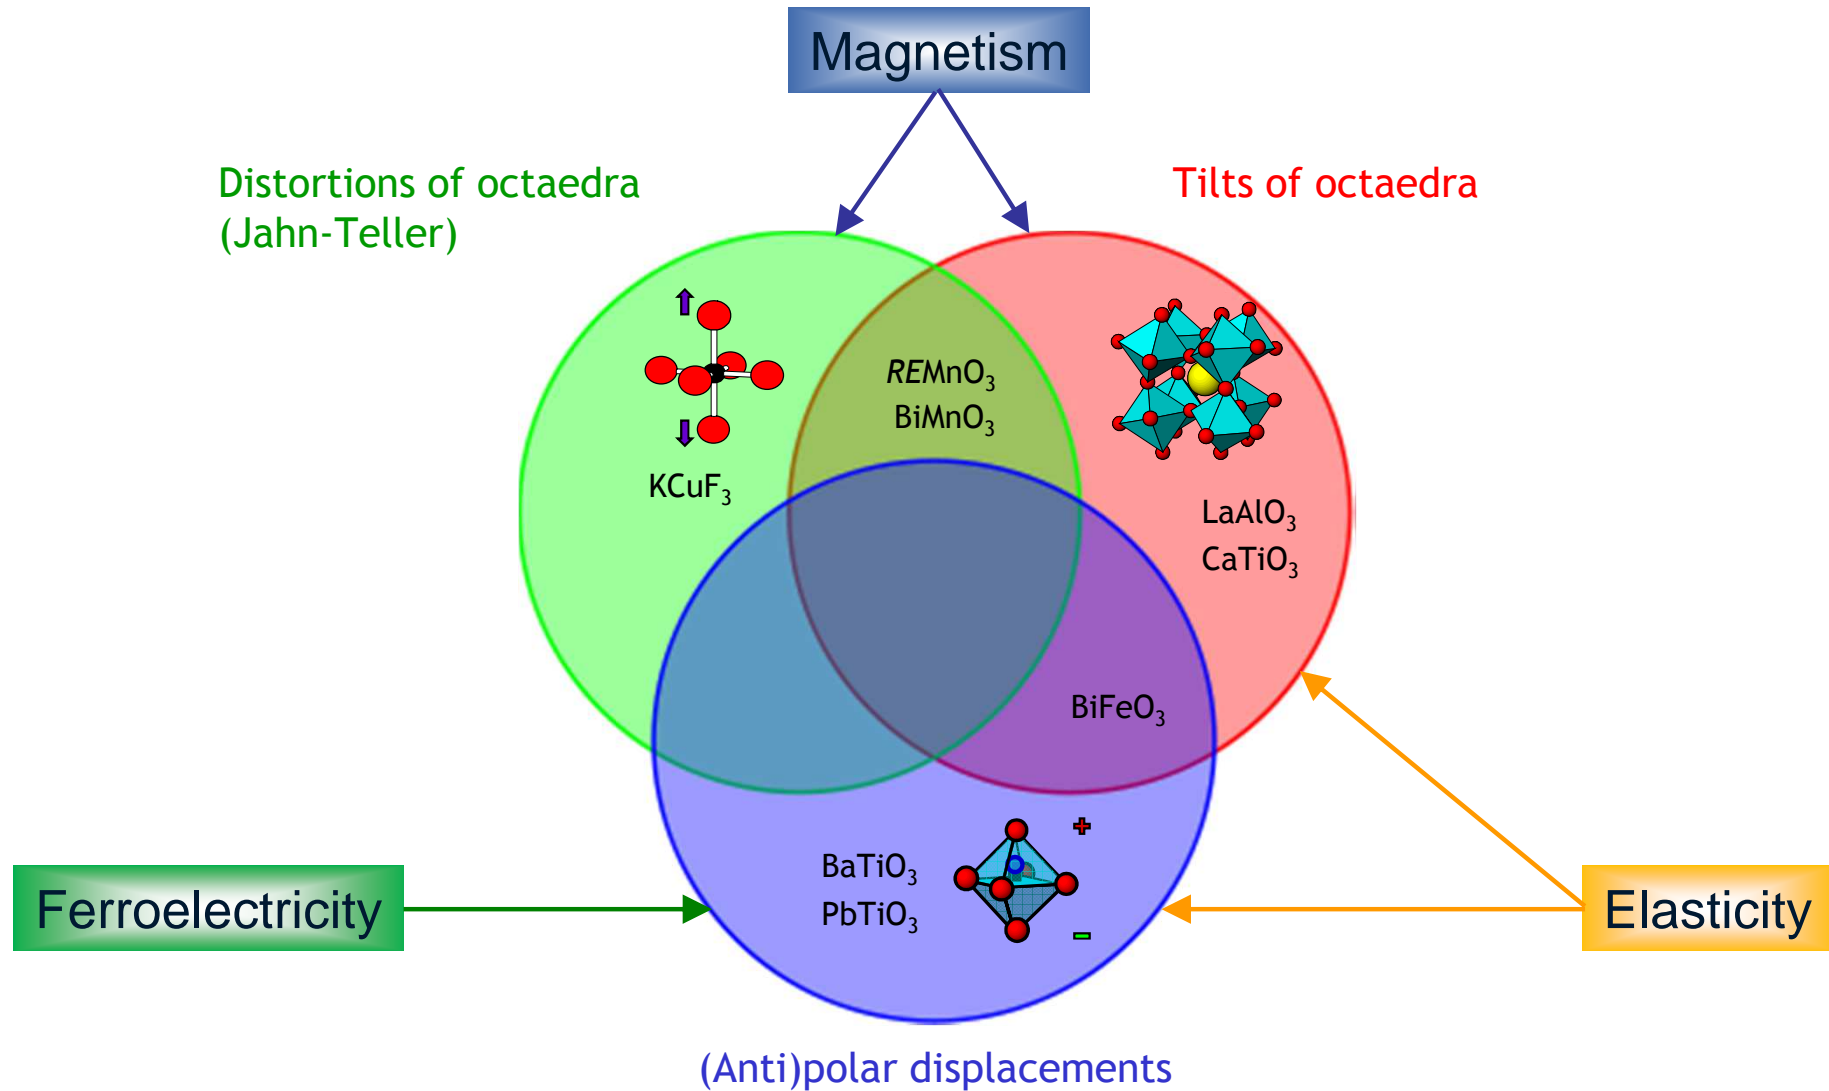 Magnetism
Distortions of octaedra
(Jahn-Teller)
Tilts of octaedra
REMnO₃
BiMnO₃
KCuF₃
LaAlO₃
CaTiO₃
BiFeO₃
+
BaTiO₃
PbTiO₃
–
Ferroelectricity
Elasticity
(Anti)polar displacements